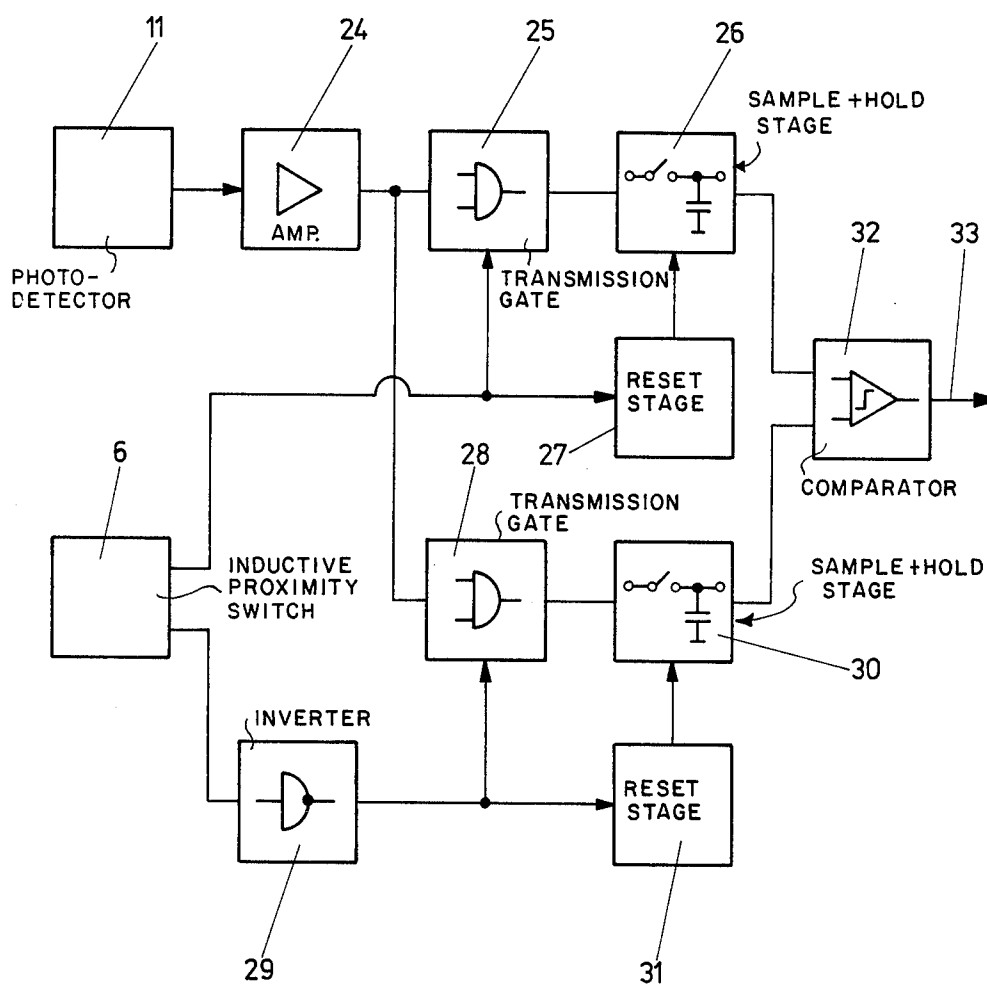 11
24
25
26
SAMPLE+HOLD
STAGE
AMP.
PHOTO-
DETECTOR
TRANSMISSION
GATE
32
33
RESET
STAGE
27
6
28
COMPARATOR
TRANSMISSION
GATE
INDUCTIVE
PROXIMITY
SWITCH
SAMPLE+HOLD
STAGE
30
INVERTER
RESET
STAGE
29
31